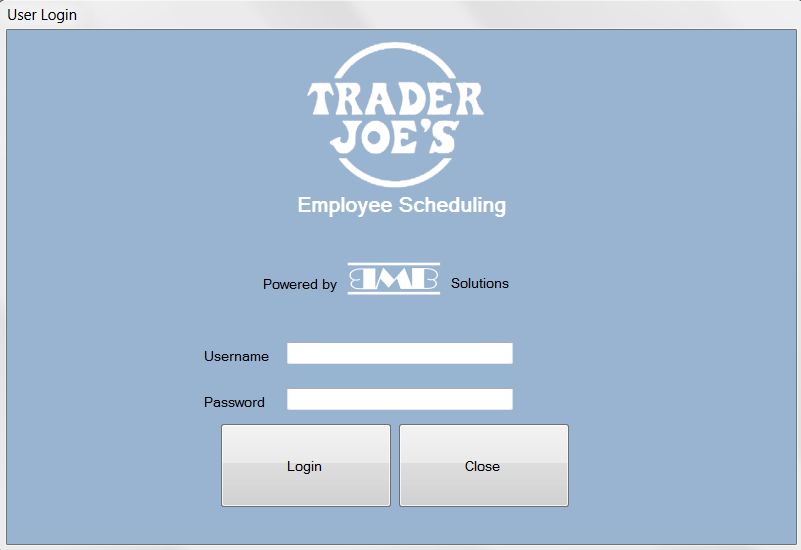 User Login
TRADER
JOE'S
Employee Scheduling
Powered by BMB Solutions
Username
Password
Login Close